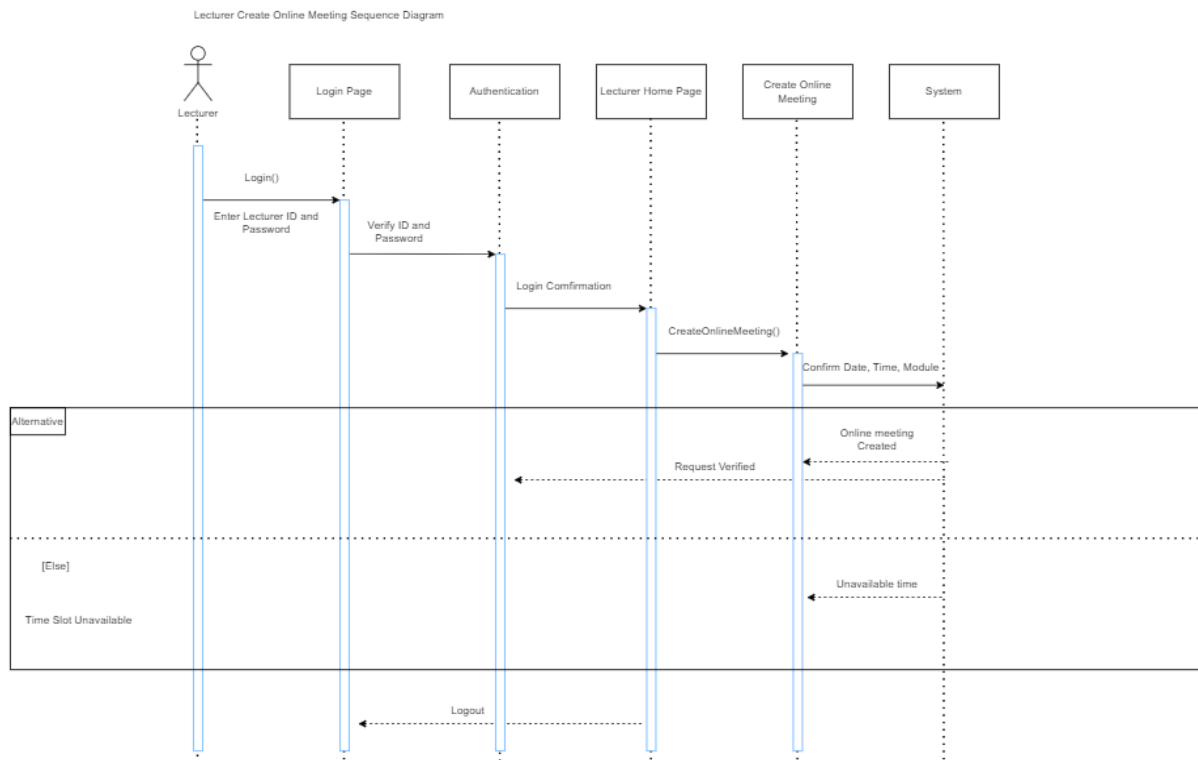 Lecturer Create Online Meeting Sequence Diagram
Lecturer
Login Page
Authentication
Lecturer Home Page
Create Online
Meeting
System
Login()
Enter Lecturer ID and
Password
Verify ID and
Password
Login Comfirmation
CreateOnlineMeeting()
Confirm Date, Time, Module
Alternative
Online meeting
Created
Request Verified
[Else]
Unavailable time
Time Slot Unavailable
Logout